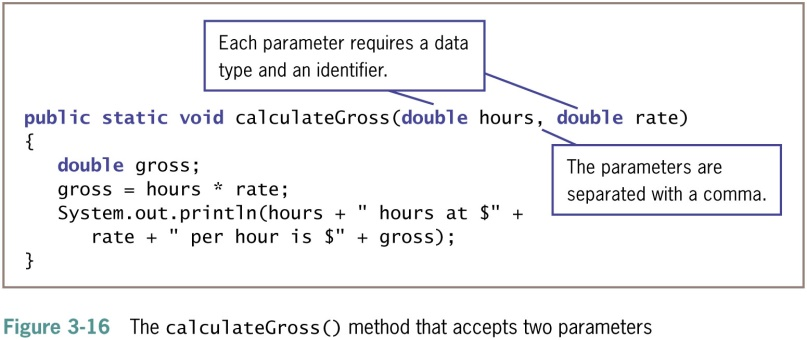 Each parameter requires a data
type and an identifier.
public static void calculateGross(double hours, double rate)
{
double gross;
gross = hours * rate;
System.out.println(hours + " hours at $" +
rate + " per hour is $" + gross);
}
The parameters are
separated with a comma.
Figure 3-16 The calculateGross() method that accepts two parameters